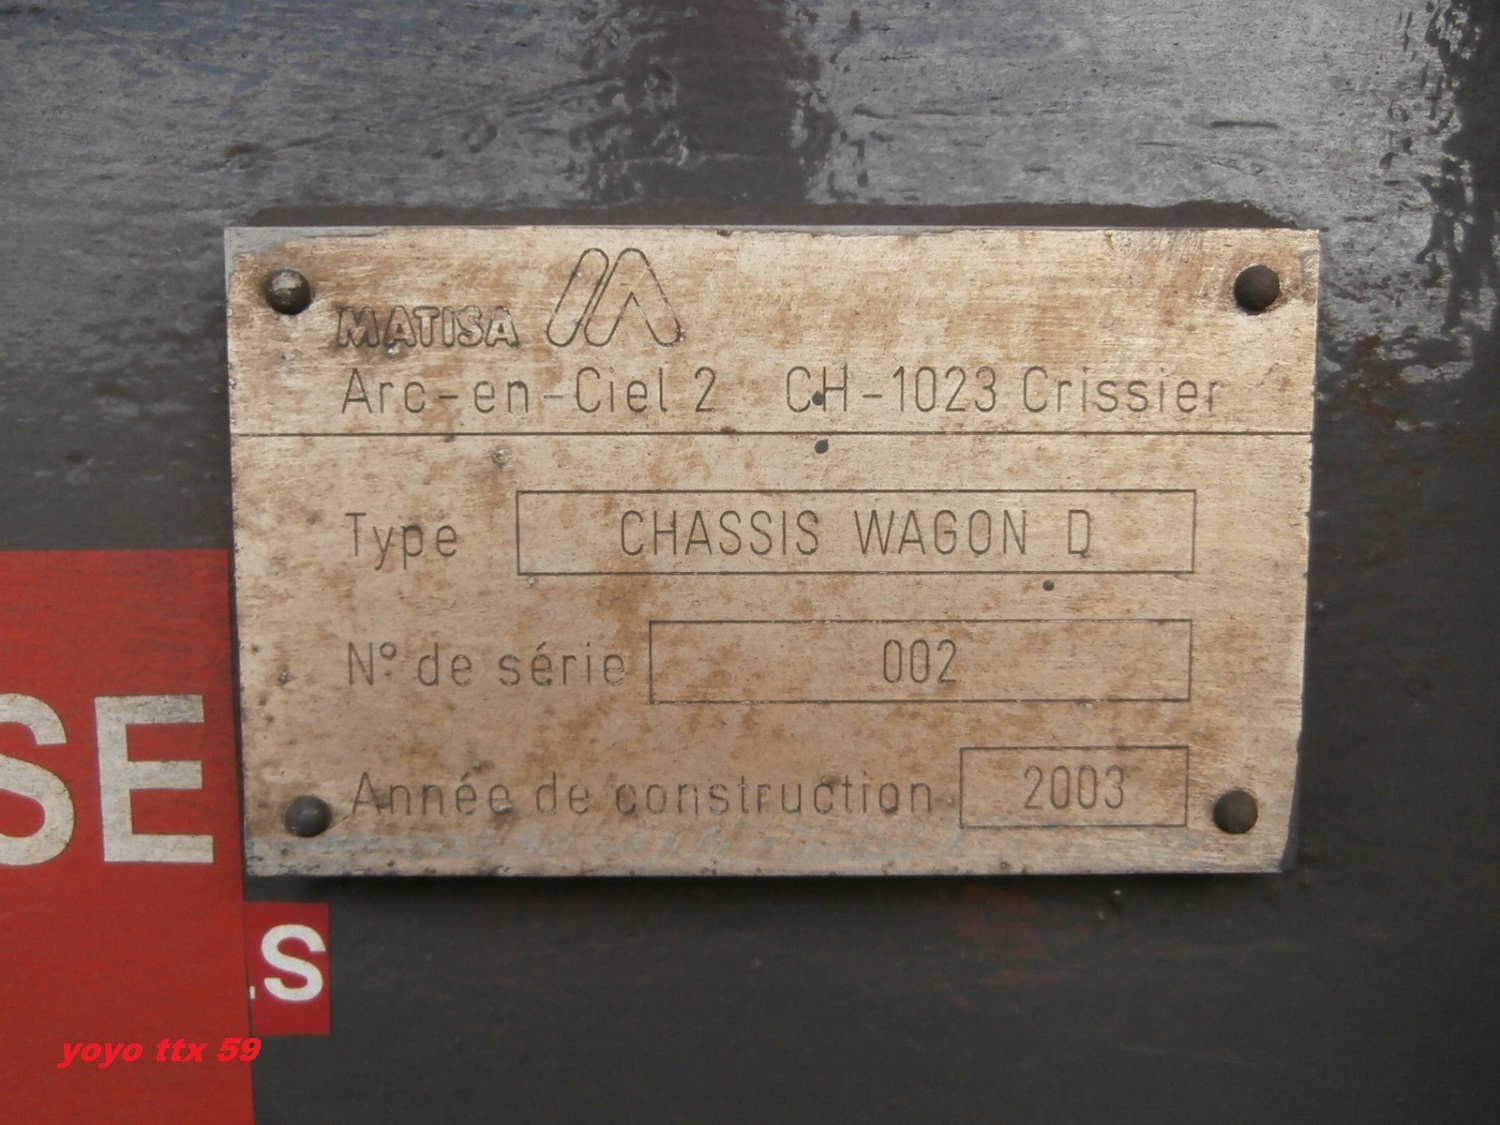 MATISA
Arc-en-Ciel 2 CH-1023 Crissier
Type CHASSIS WAGON D
N° de série 002
Année de construction 2003
SE
.S
yoyo ttx 59